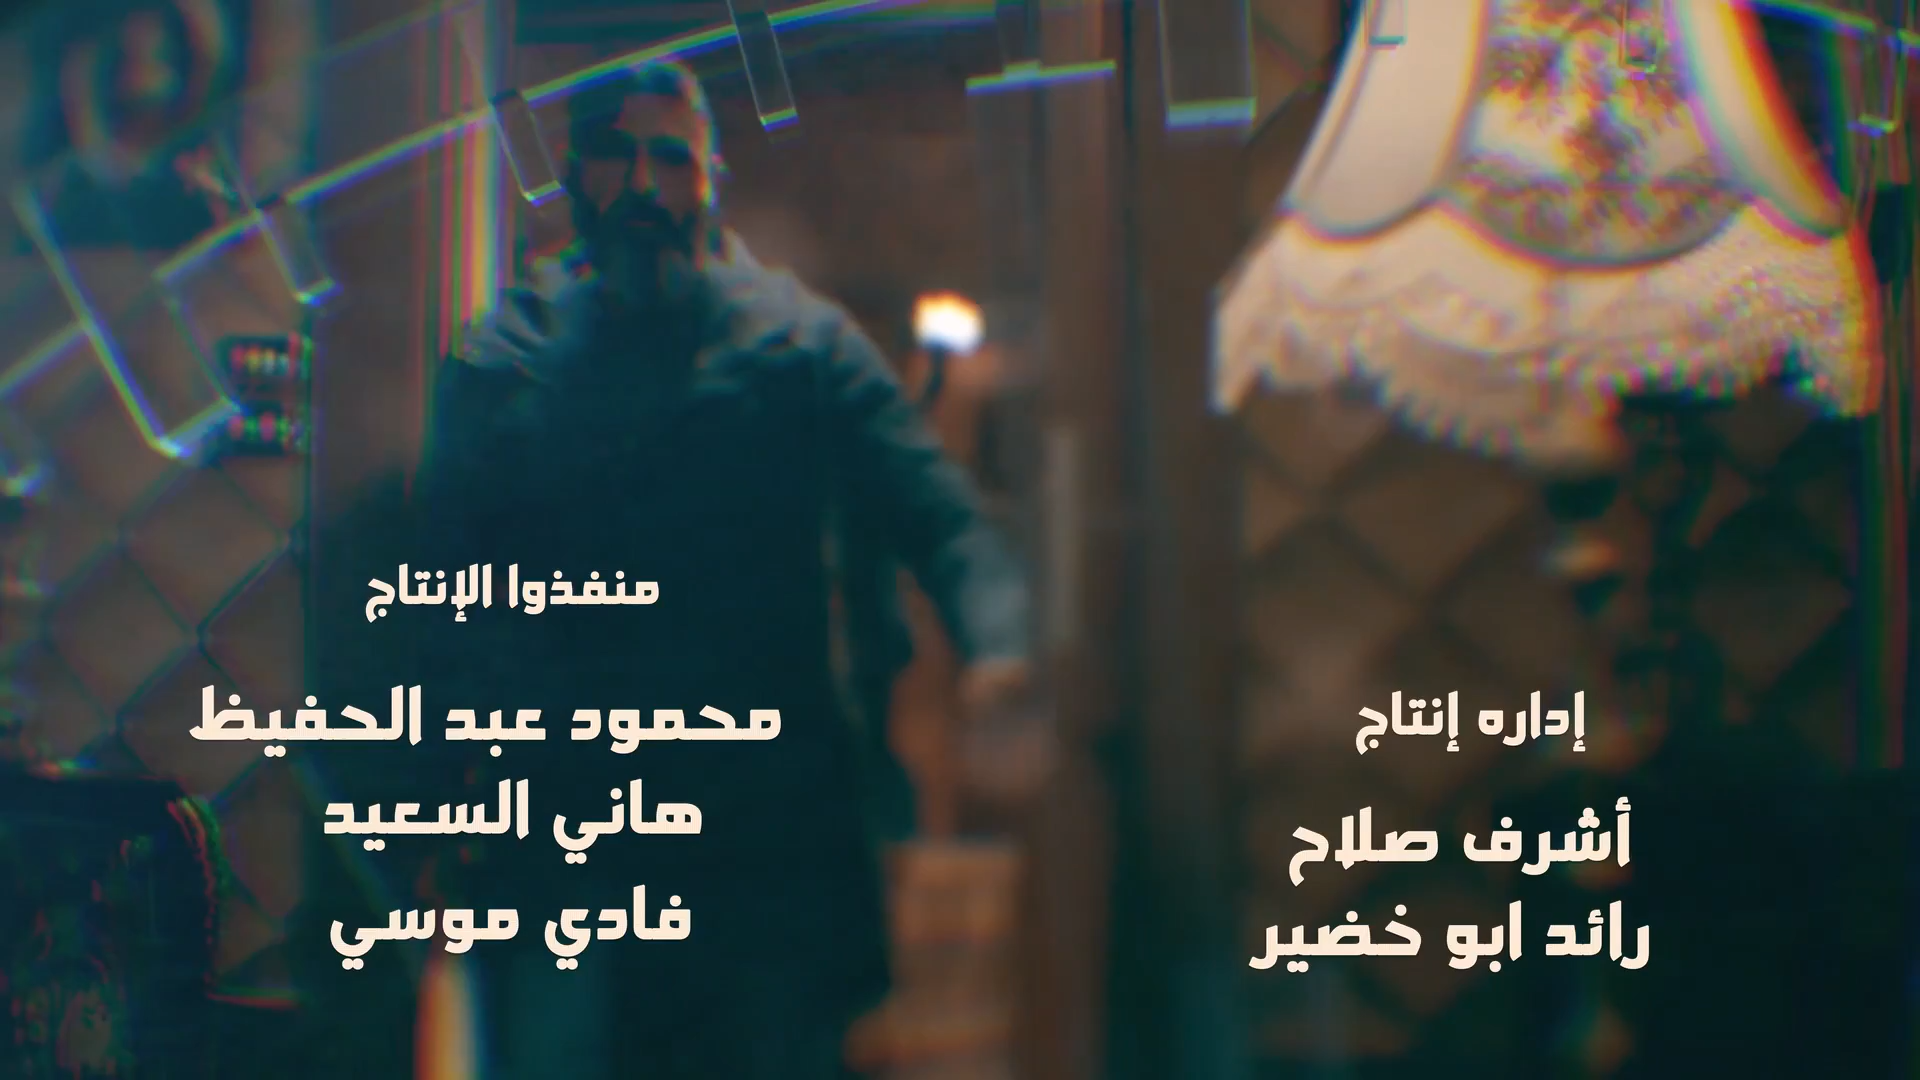 إداره إنتاج
أشرف صلاح
رائد ابو خضير
منفذوا الإنتاج
محمود عبد الحفيظ
هاني السعيد
فادي موسي